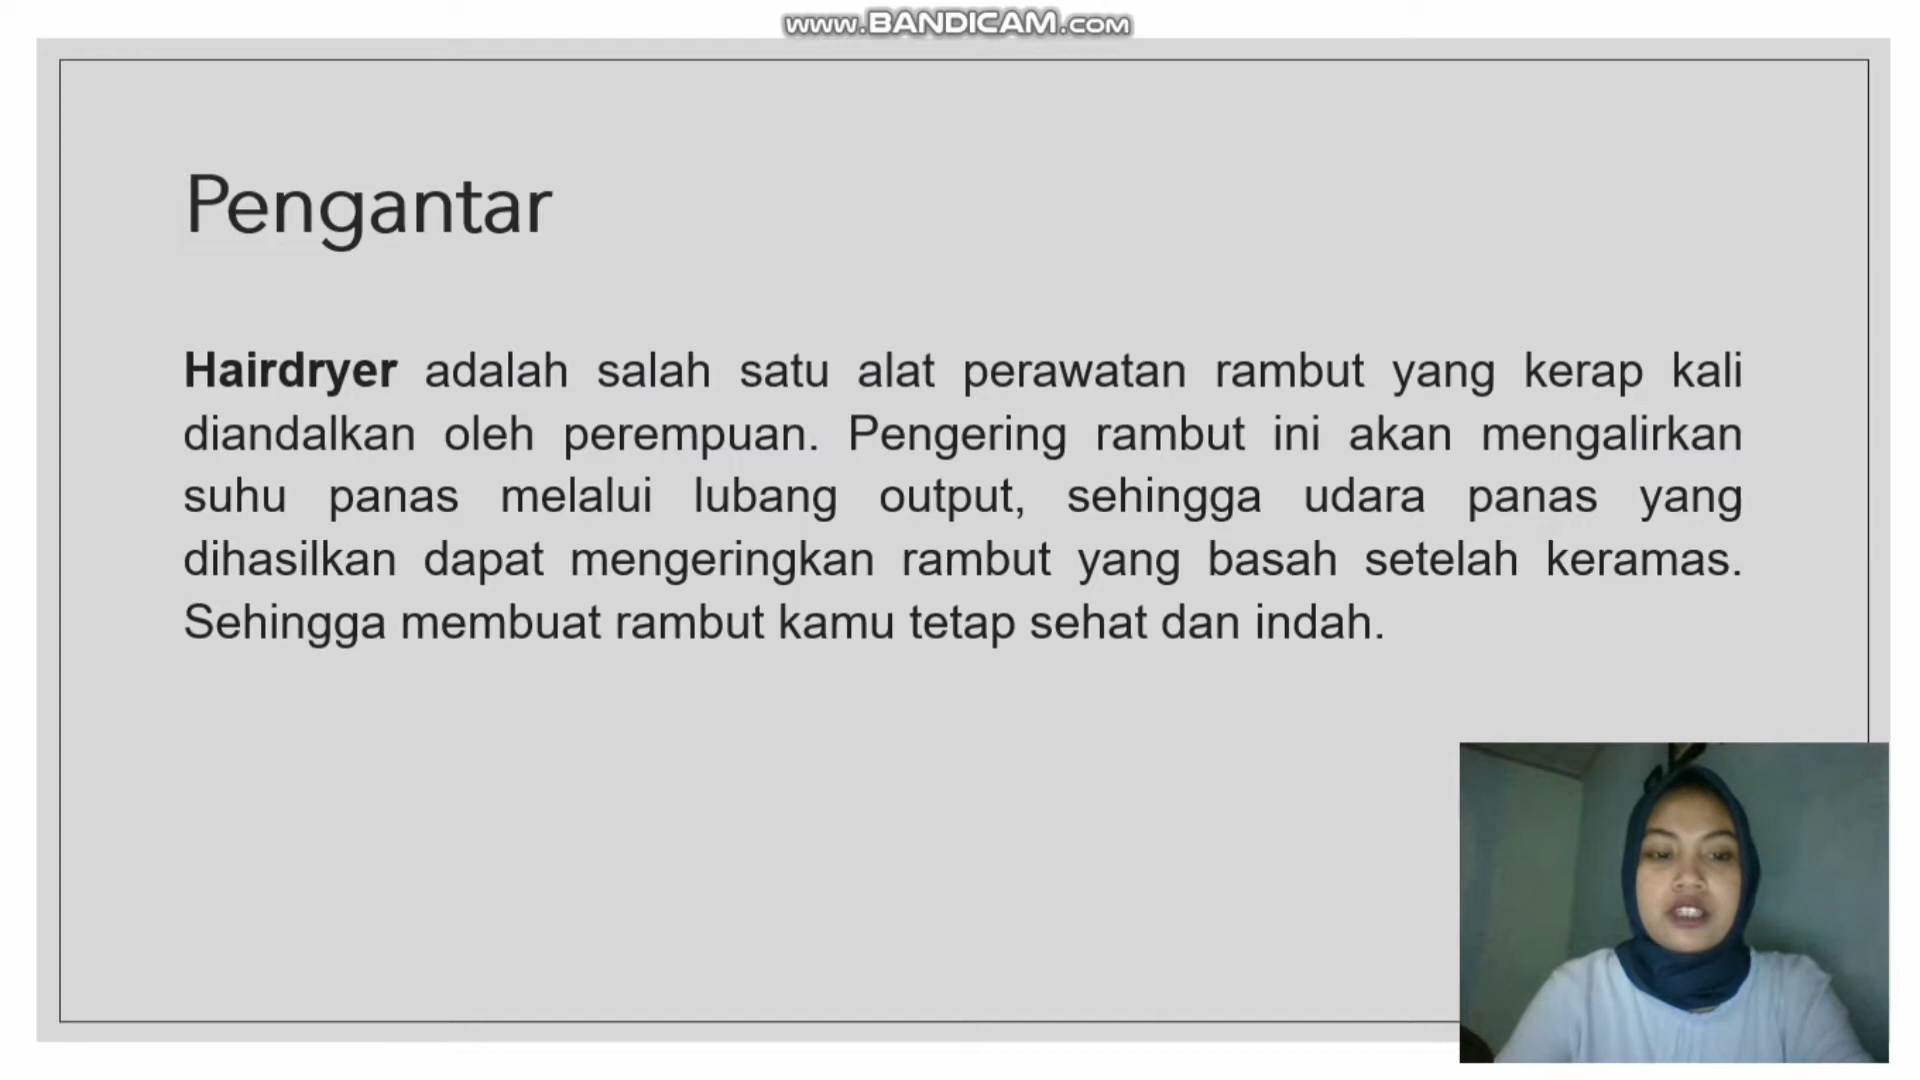 www.BANDICAM.com
Pengantar
Hairdryer adalah salah satu alat perawatan rambut yang kerap kali
diandalkan oleh perempuan. Pengering rambut ini akan mengalirkan
suhu panas melalui lubang output, sehingga udara panas yang
dihasilkan dapat mengeringkan rambut yang basah setelah keramas.
Sehingga membuat rambut kamu tetap sehat dan indah.